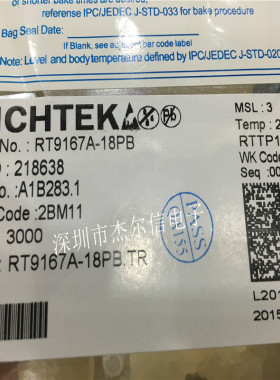 of shorter bake times are desired,
referense IPC/JEDEC J-STD-033 for bake procedure
Bag Seal Date:
If Blank, see adjacent bar code label
Note: Level and body temperature defined by IPC/JEDEC J-STD-020
ICHTEK
MSL: 3
No. : RT9167A-18PB
Temp : 2
: 218638
RTTP1
No. :A1B283.1
WK Code
Code :2BM11
Seq :00
: 3000
深圳市杰尔信电子
PASS
: RT9167A-18PB.TR
L201
2015